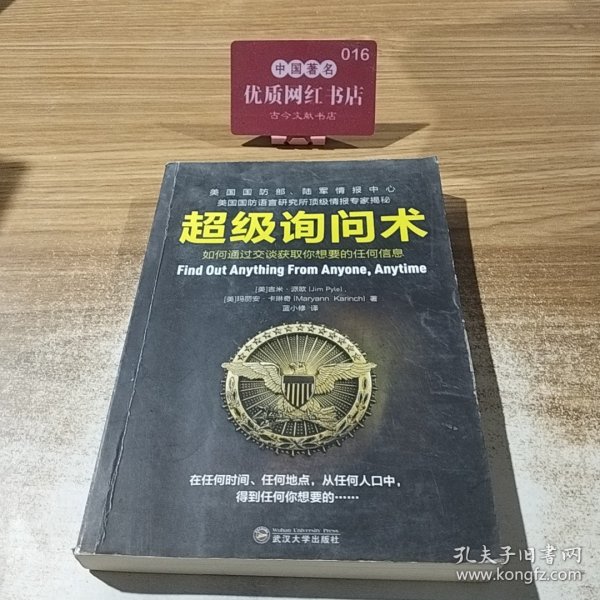 016
中国著名
优质网红书店
古今文献书店
美国国防部、陆军情报中心
美国国防语言研究所顶级情报专家揭秘
超级询问术
如何通过交谈获取你想要的任何信息
Find Out Anything From Anyone, Anytime
[美]吉米·派欧(Jim Pyle),
[美]玛丽安·卡琳奇(Maryann Karinch) 著
蓝小修 译
在任何时间、任何地点，从任何人口中，
得到任何你想要的……
Wuhan University Press
武汉大学出版社
孔夫子旧书网
www.kongfz.com